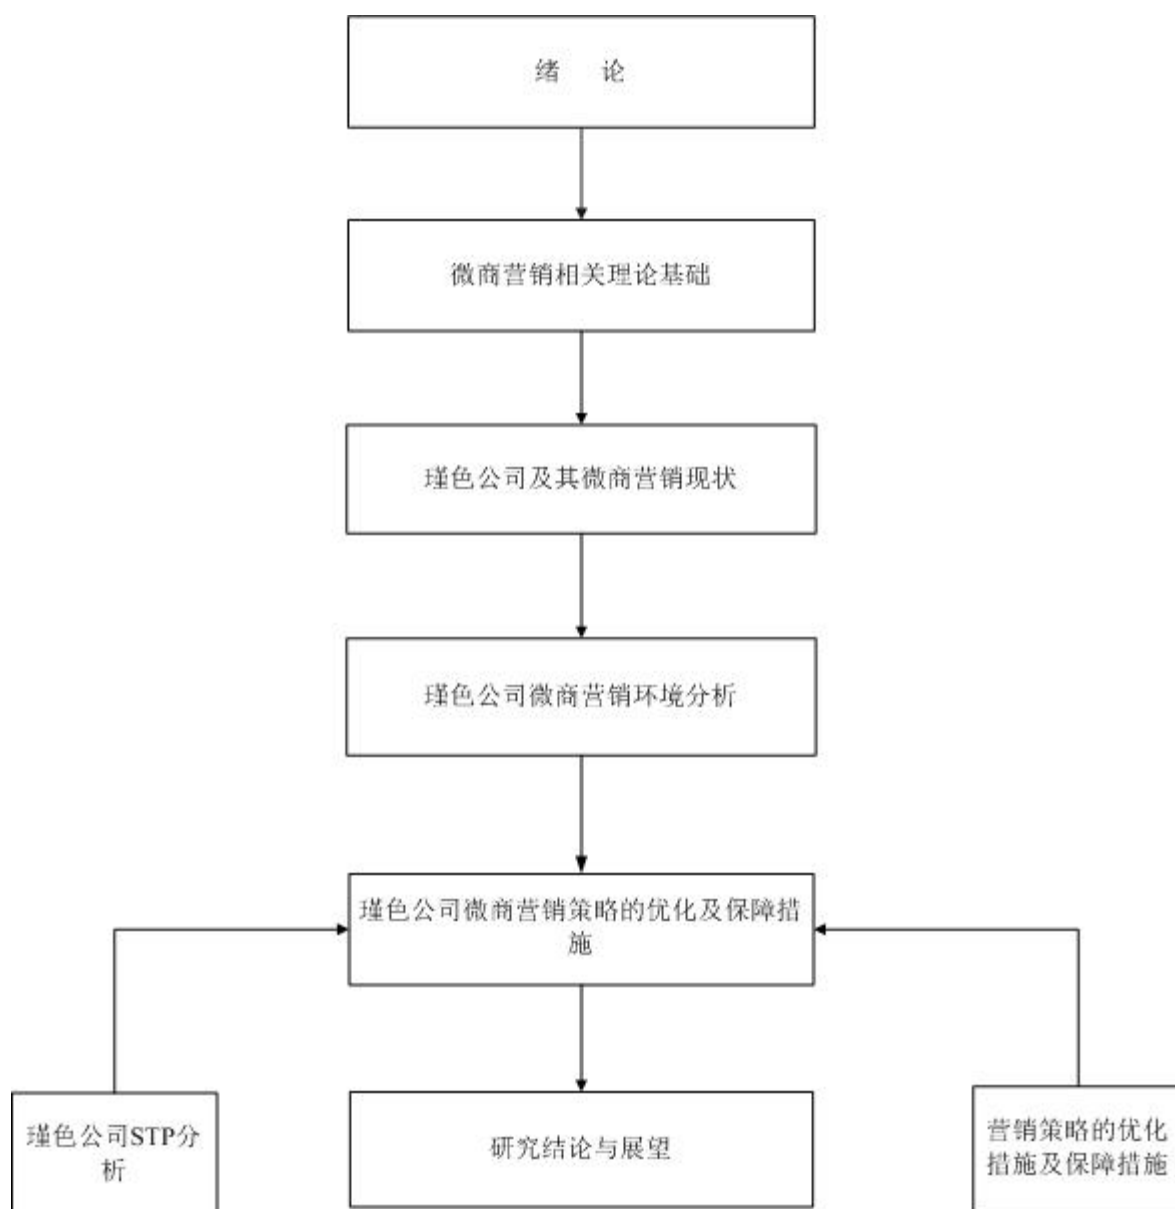 绪 论
微商营销相关理论基础
瑾色公司及其微商营销现状
瑾色公司微商营销环境分析
瑾色公司微商营销策略的优化及保障措
施
瑾色公司STP分
析
研究结论与展望
营销策略的优化
措施及保障措施